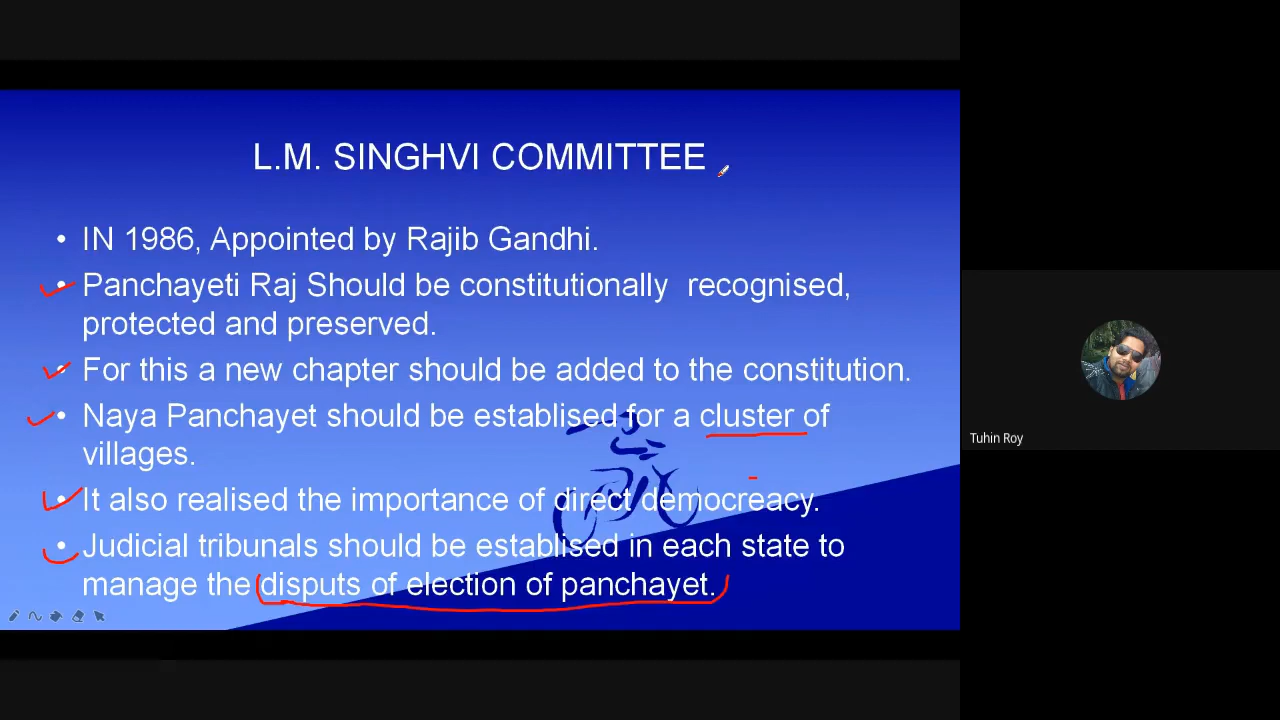 L.M. SINGHVI COMMITTEE
• IN 1986, Appointed by Rajib Gandhi.
• Panchayeti Raj Should be constitutionally recognised,
protected and preserved.
• For this a new chapter should be added to the constitution.
• Naya Panchayet should be establised for a cluster of
villages.
• It also realised the importance of direct democreacy.
• Judicial tribunals should be establised in each state to
manage the disputs of election of panchayet.
Tuhin Roy